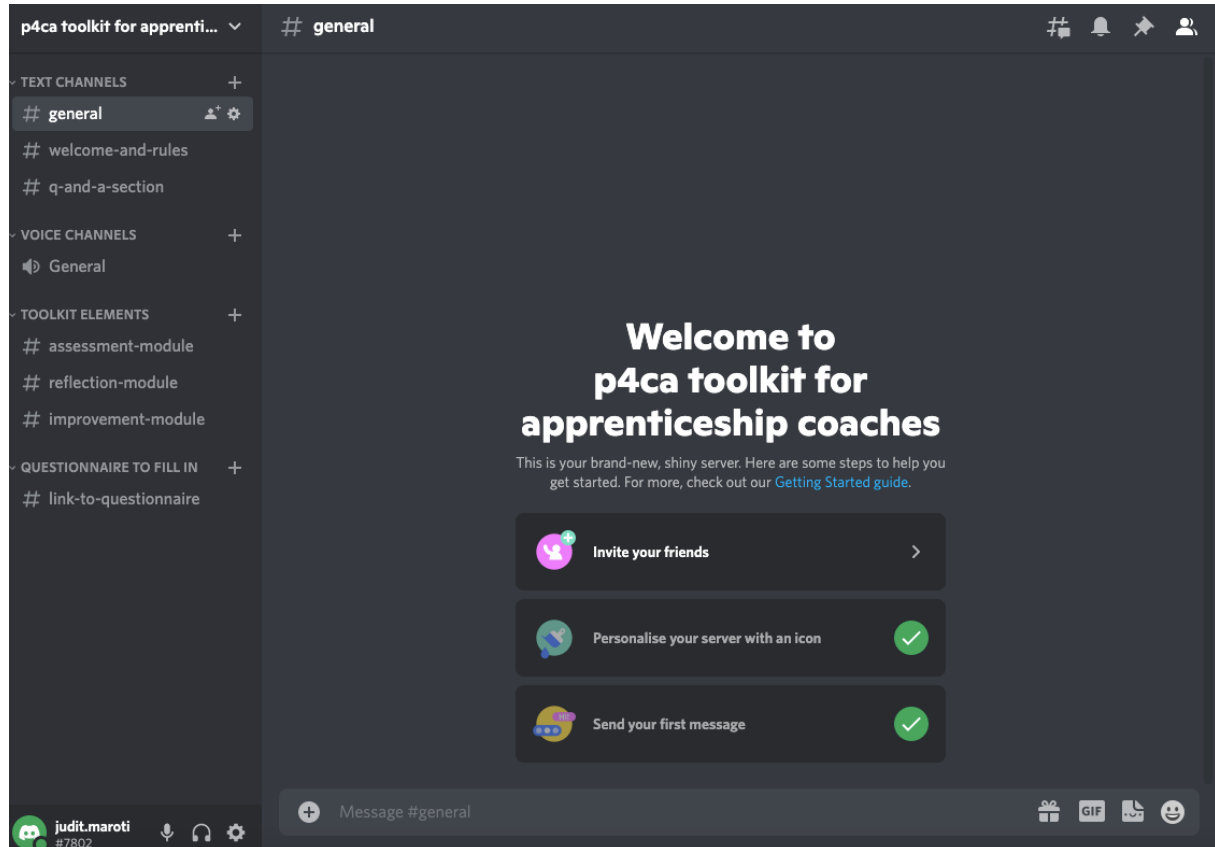 p4ca toolkit for apprenti...
general
TEXT CHANNELS
general
welcome-and-rules
q-and-a-section
VOICE CHANNELS
General
TOOLKIT ELEMENTS
assessment-module
reflection-module
improvement-module
QUESTIONNAIRE TO FILL IN
link-to-questionnaire
judit.maroti
#7802
Welcome to
p4ca toolkit for
apprenticeship coaches
This is your brand-new, shiny server. Here are some steps to help you
get started. For more, check out our Getting Started guide.
Invite your friends
Personalise your server with an icon
Send your first message
Message #general
GIF